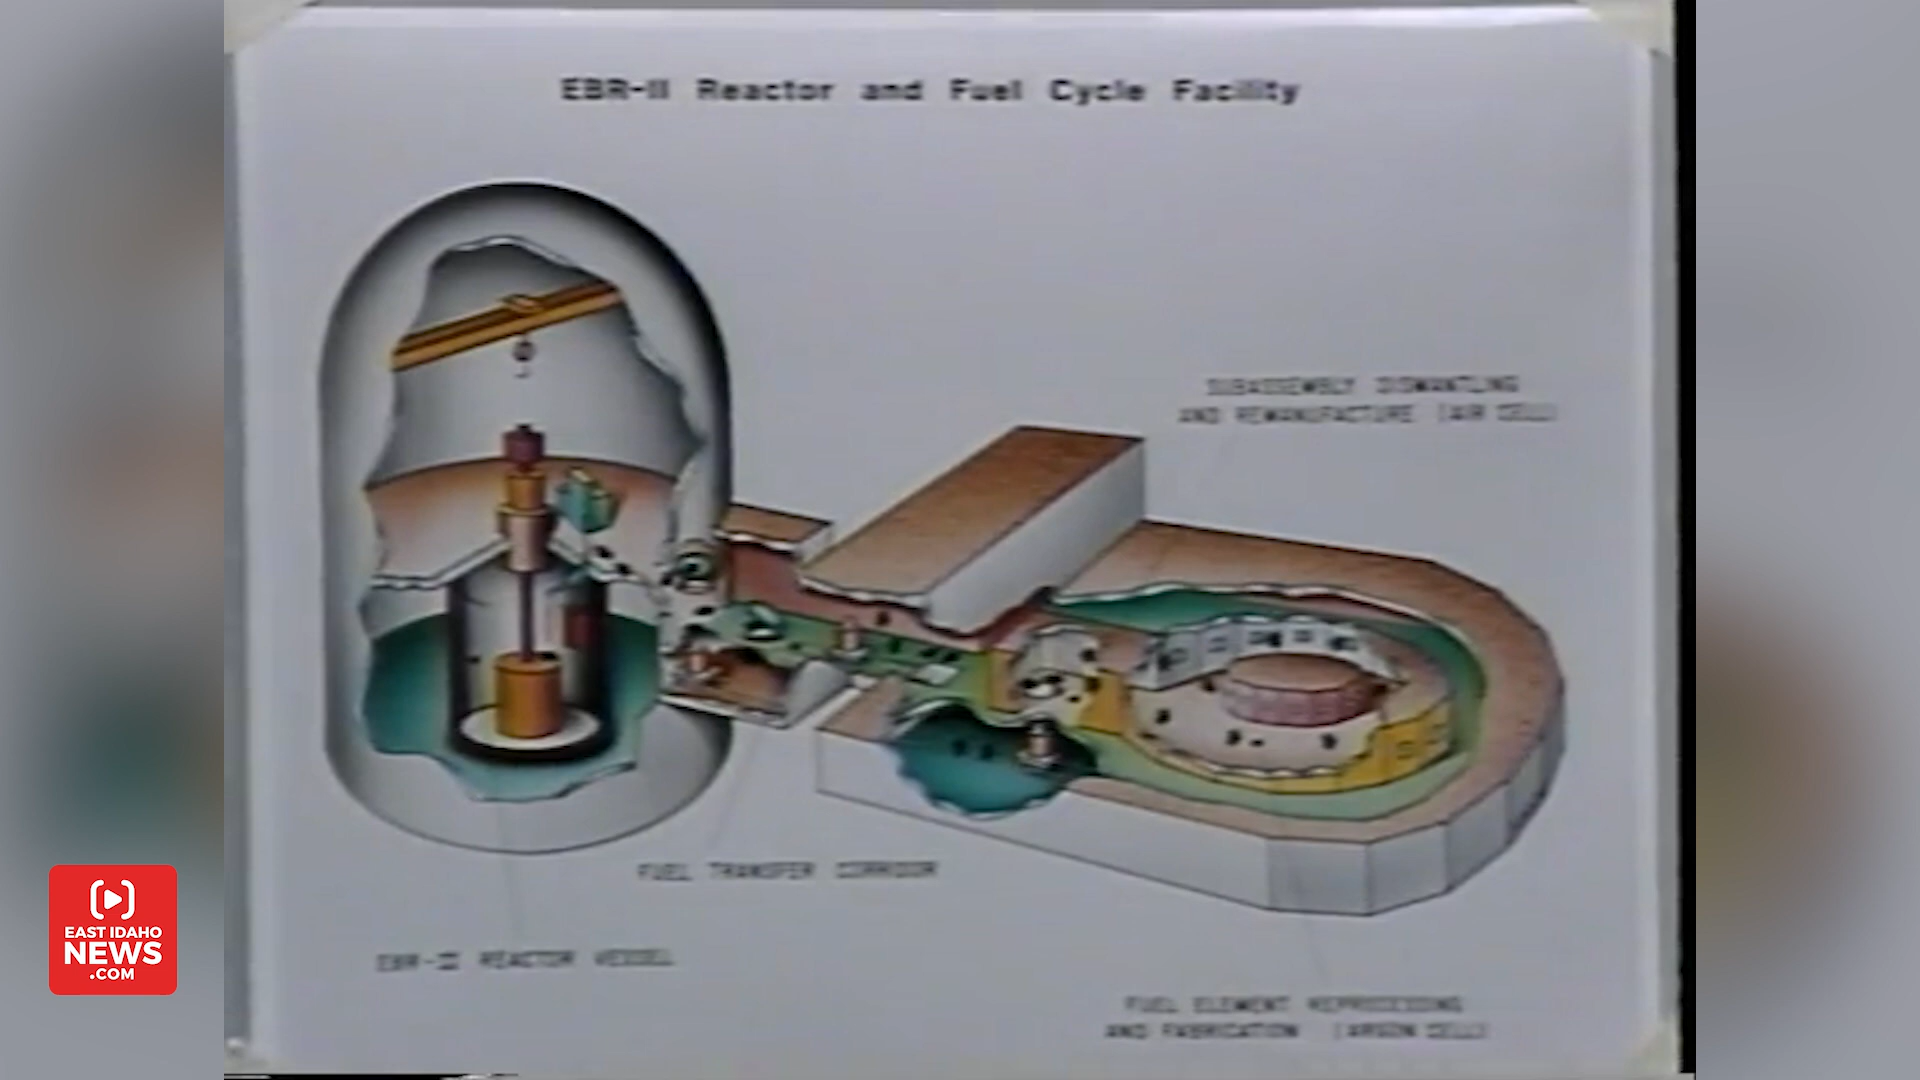 EBR-II Reactor and Fuel Cycle Facility
SUBASSEMBLY DISMANTLING
AND REMANUFACTURE (AIR CELL)
FUEL TRANSFER CORRIDOR
EBR-II REACTOR VESSEL
FUEL ELEMENT REPROCESSING
AND FABRICATION (ARGON CELL)
EAST IDAHO
NEWS
.COM